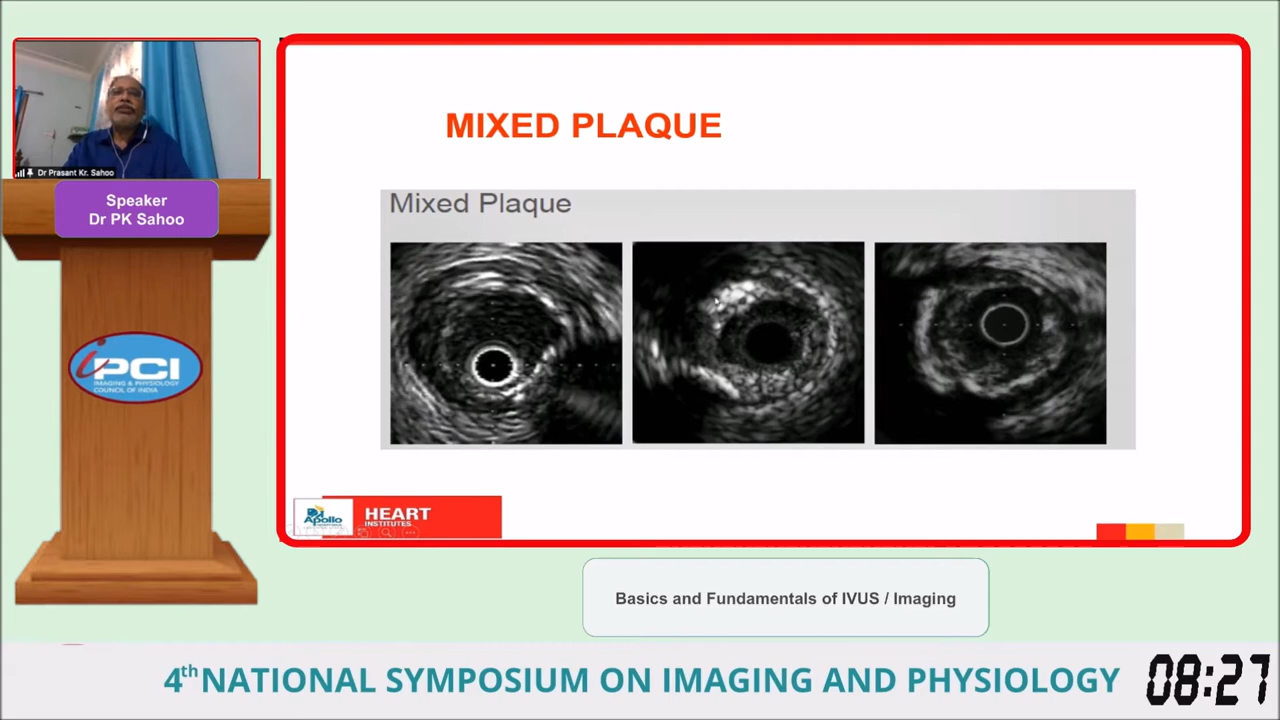 Dr Prasant Kr. Sahoo
Speaker
Dr PK Sahoo
iPCI
IMAGING & PHYSIOLOGY
COUNCIL OF INDIA
MIXED PLAQUE
Mixed Plaque
Apollo
HEART
INSTITUTES
Basics and Fundamentals of IVUS / Imaging
4th NATIONAL SYMPOSIUM ON IMAGING AND PHYSIOLOGY
08:27